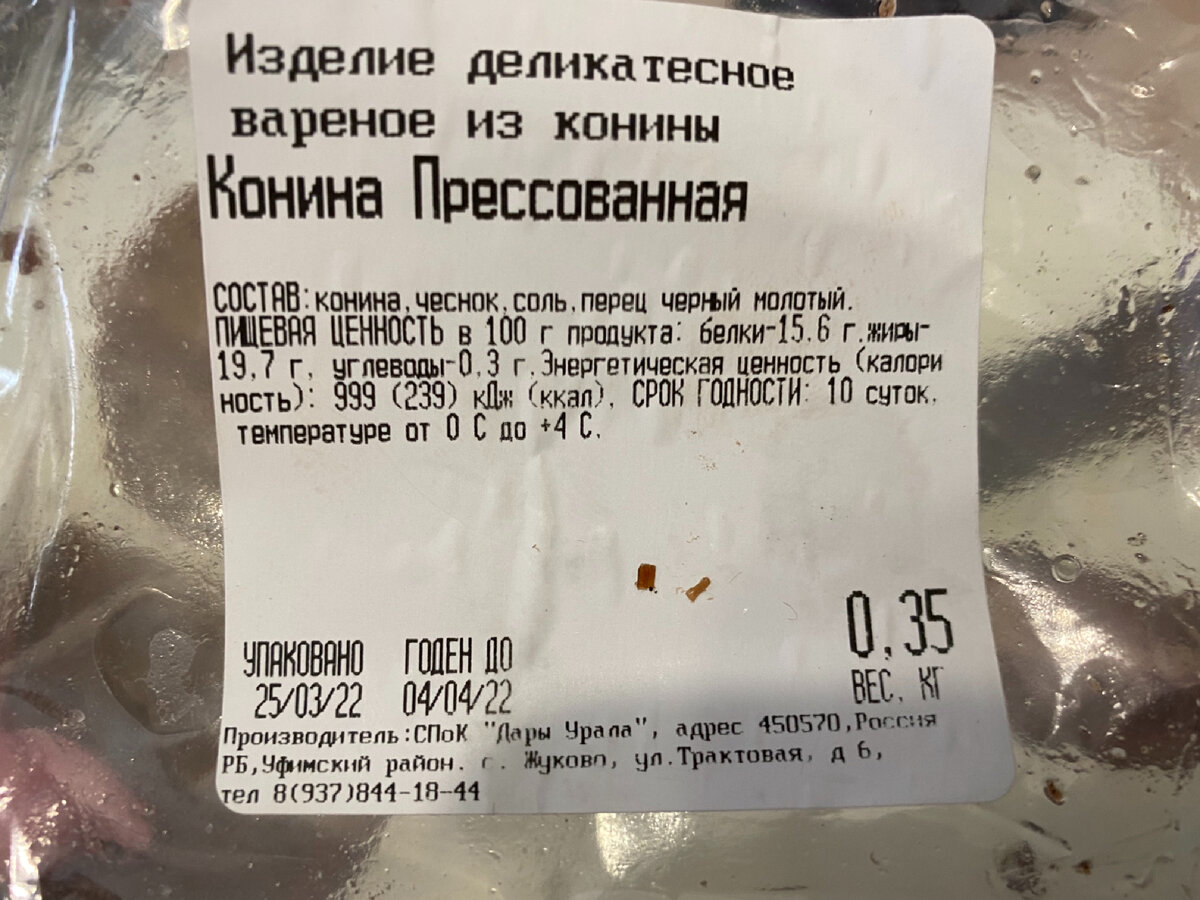 Изделие деликатесное
вареное из конины
Конина Прессованная
СОСТАВ:конина,чеснок,соль,перец черный молотый.
ПИЩЕВАЯ ЦЕННОСТЬ в 100 г продукта: белки-15,6 г,жиры-
19,7 г, углеводы-0,3 г.Энергетическая ценность (калори
ность): 999 (239) кДж (ккал), СРОК ГОДНОСТИ: 10 суток,
температуре от 0 С до +4 С.
0,35
ВЕС, КГ
УПАКОВАНО ГОДЕН ДО
25/03/22 04/04/22
Производитель:СПоК "Дары Урала", адрес 450570,Россия
РБ,Уфимский район. с. Жуково, ул.Трактовая, д 6,
тел 8(937)844-18-44